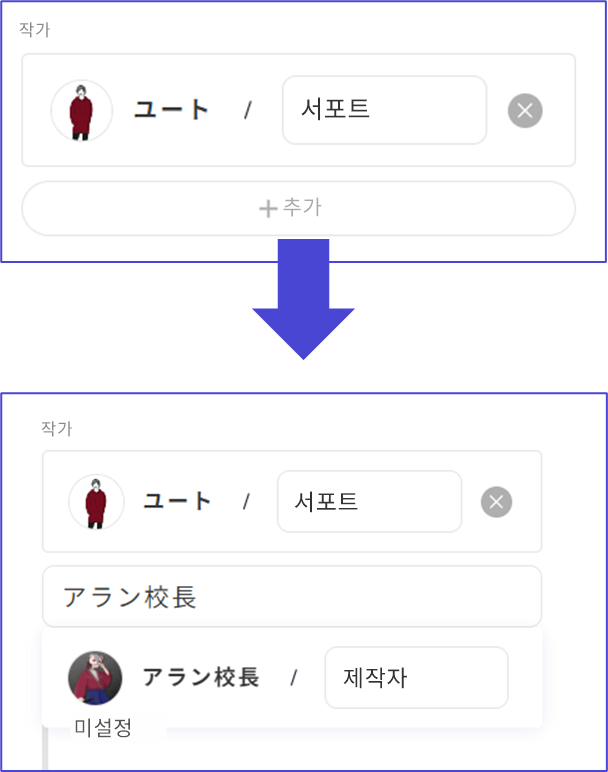 작가
ユート / 서포트
+ 추가
작가
ユート / 서포트
アラン校長
アラン校長 / 제작자
미설정